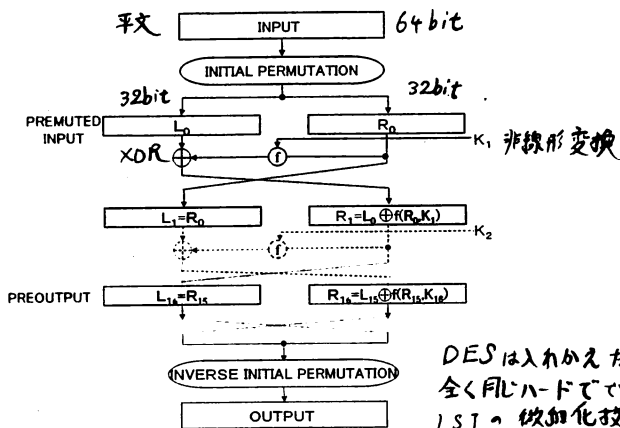 平文 INPUT 64bit
INITIAL PERMUTATION
32bit 32bit
PREMUTED INPUT L₀ R₀
XOR f K₁ 非線形変換
L₁=R₀ R₁=L₀⊕f(R₀,K₁)
f K₂
PREOUTPUT L₁₆=R₁₅ R₁₆=L₁₅⊕f(R₁₅,K₁₆)
INVERSE INITIAL PERMUTATION
OUTPUT
DESは入れかえ
全く同じハードでで
LSIの微細化技